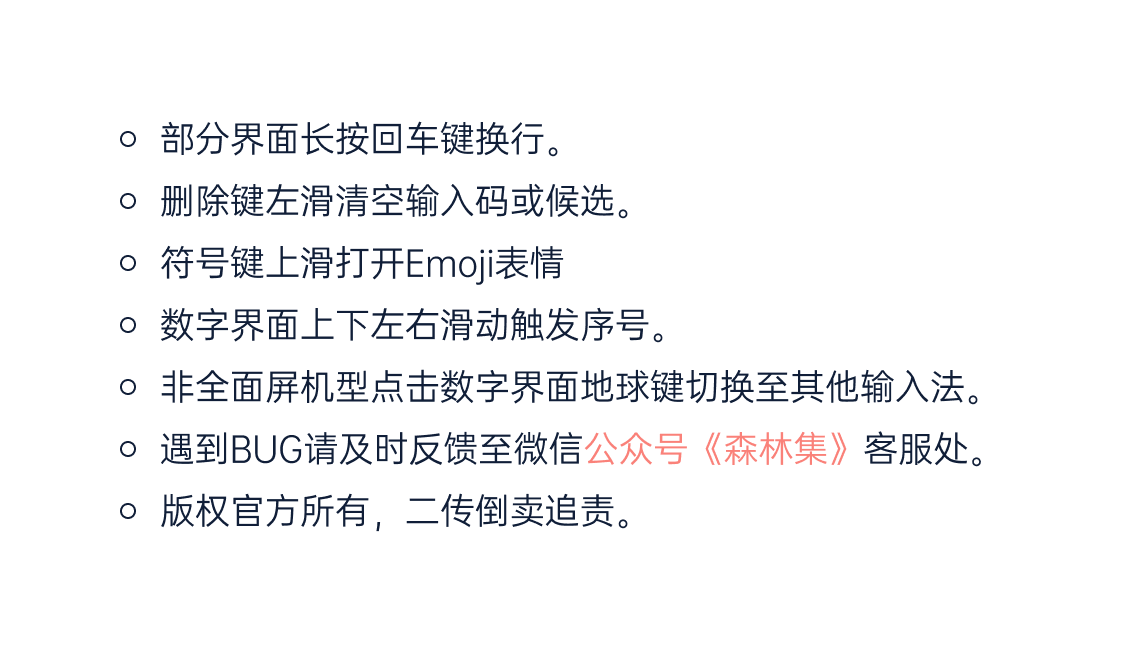 部分界面长按回车键换行。
删除键左滑清空输入码或候选。
符号键上滑打开Emoji表情
数字界面上下左右滑动触发序号。
非全面屏机型点击数字界面地球键切换至其他输入法。
遇到BUG请及时反馈至微信公众号《森林集》客服处。
版权官方所有，二传倒卖追责。